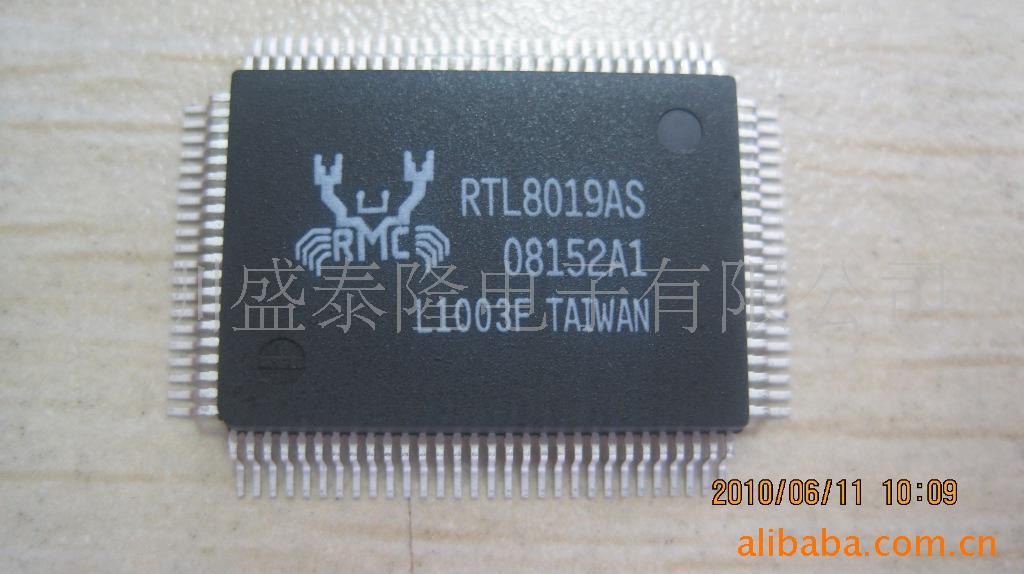 RTL8019AS
RMC
08152A1
L1003F TAIWAN
盛泰隆电子有限公司
2010/06/11 10:09
alibaba.com.cn